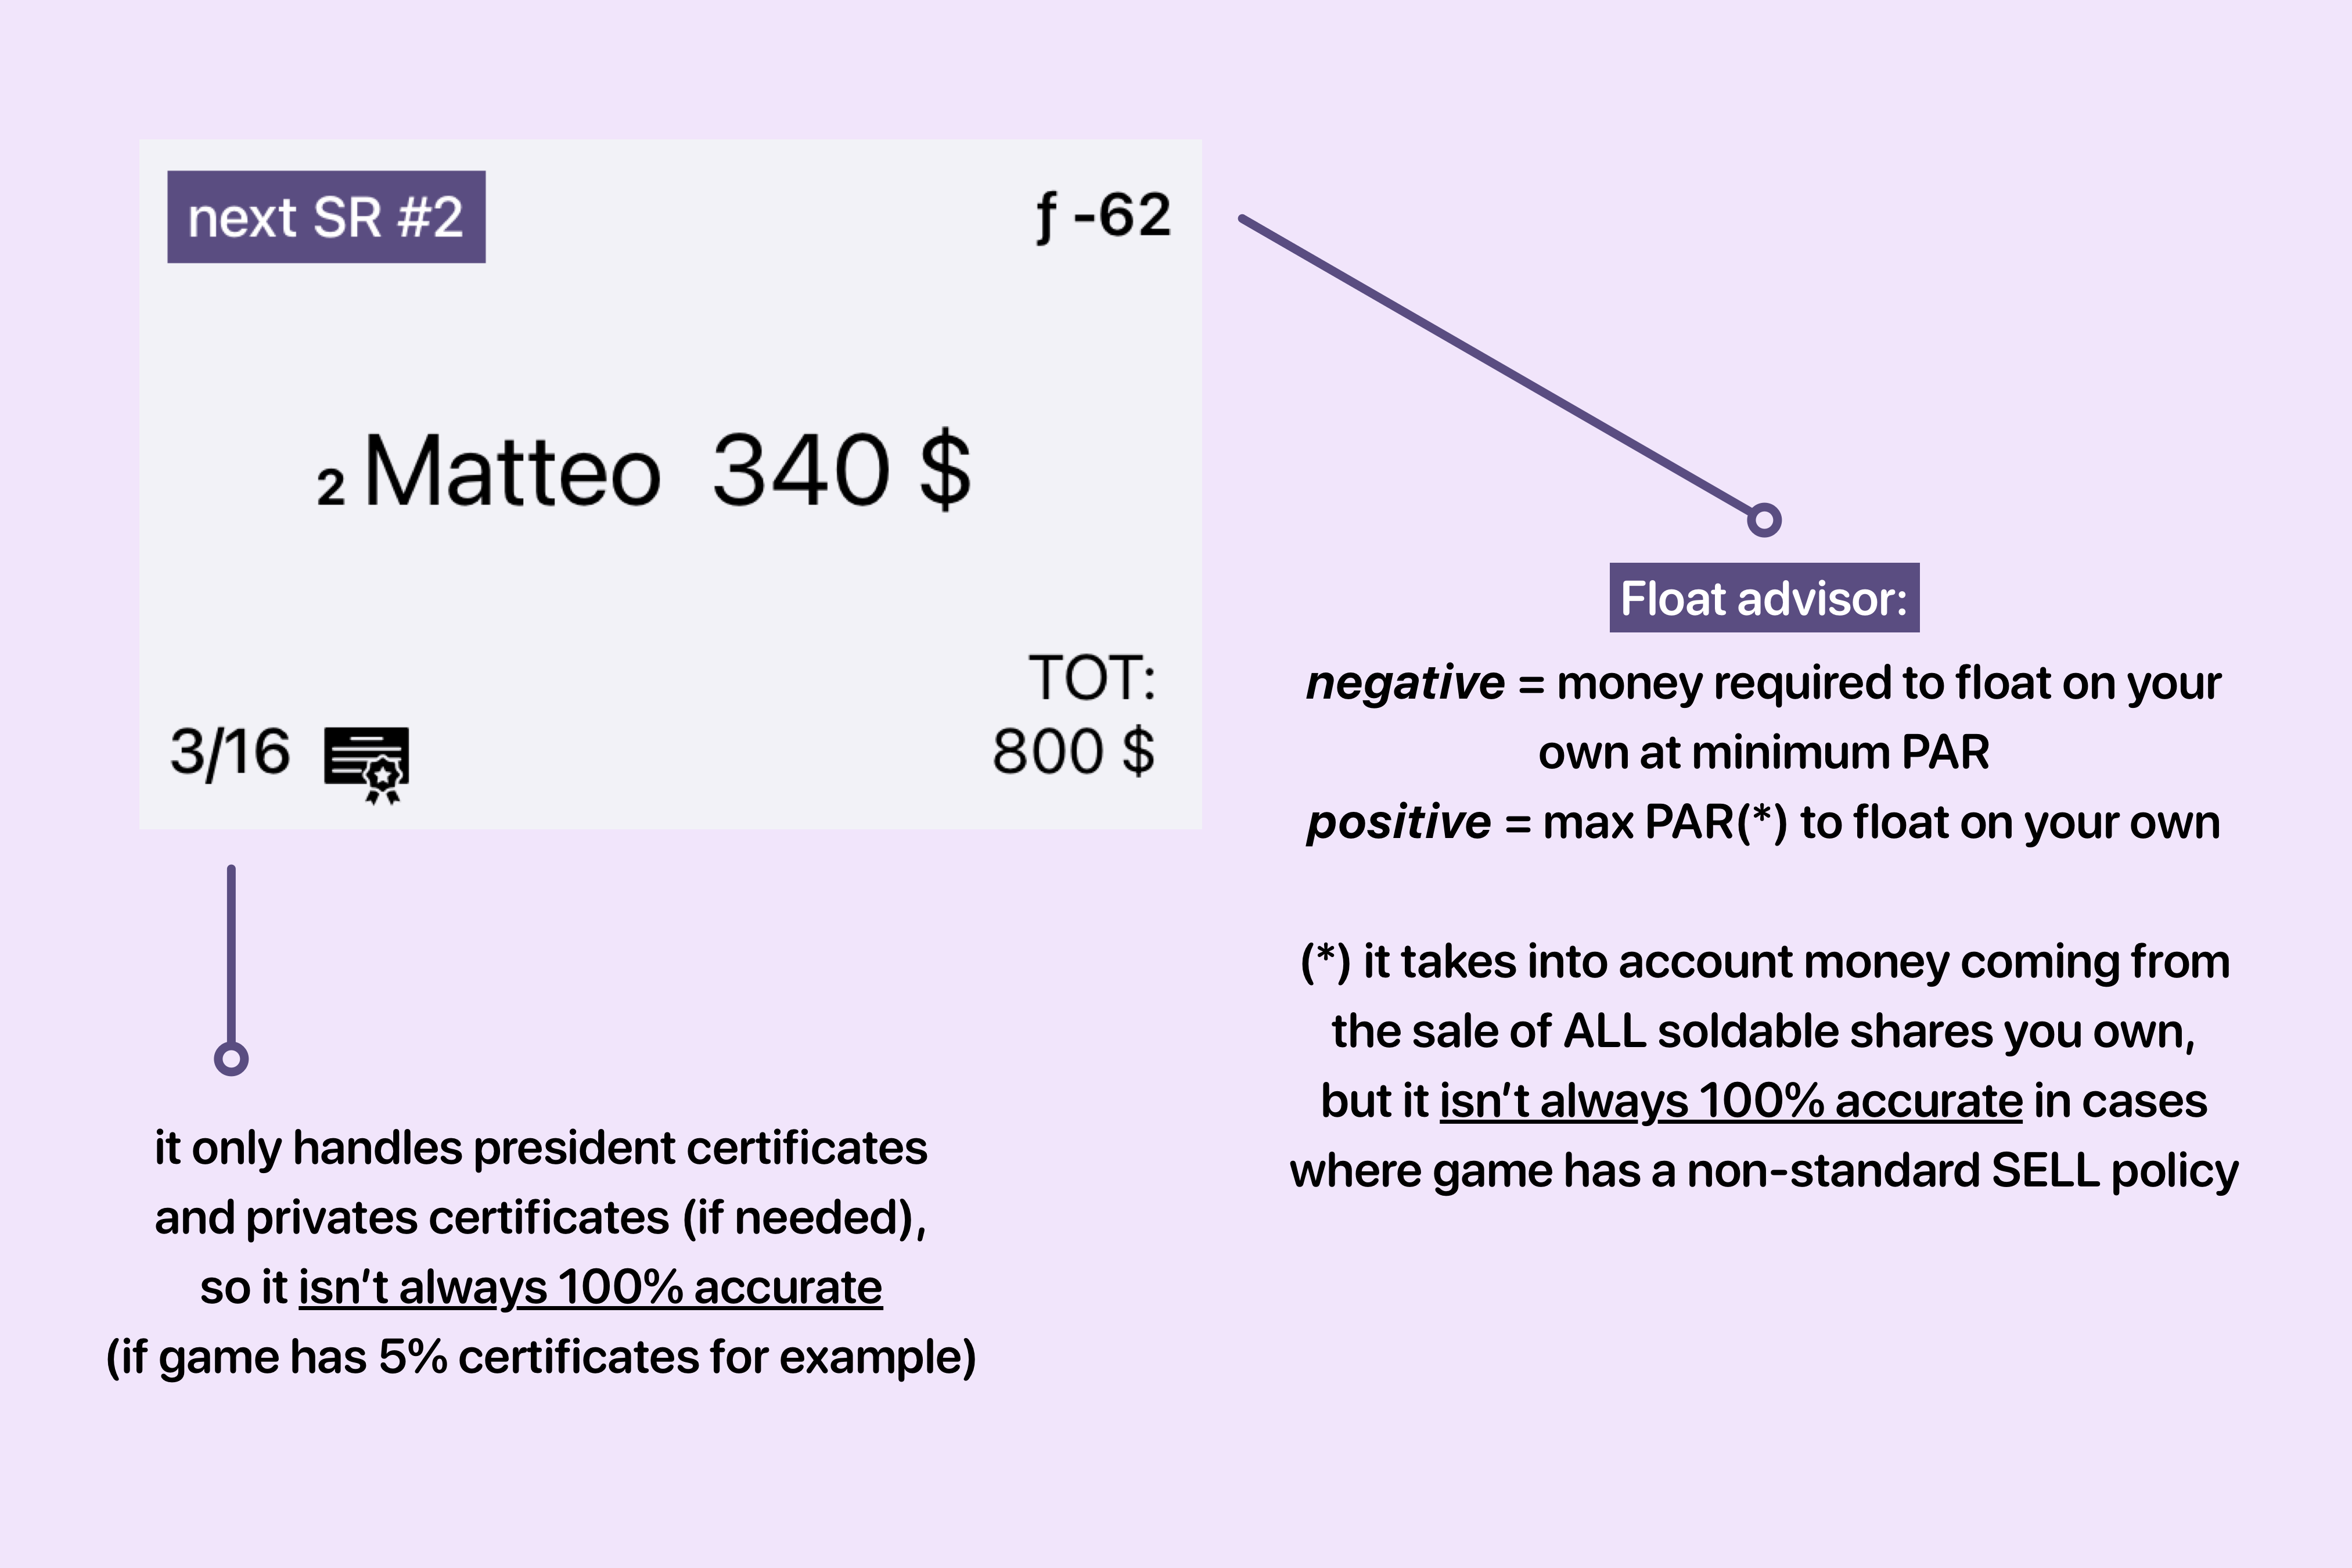 next SR #2
ƒ -62
2 Matteo 340 $
TOT:
3/16
800 $
Float advisor:
negative = money required to float on your
own at minimum PAR
positive = max PAR(*) to float on your own
(*) it takes into account money coming from
the sale of ALL soldable shares you own,
but it isn't always 100% accurate in cases
where game has a non-standard SELL policy
it only handles president certificates
and privates certificates (if needed),
so it isn't always 100% accurate
(if game has 5% certificates for example)